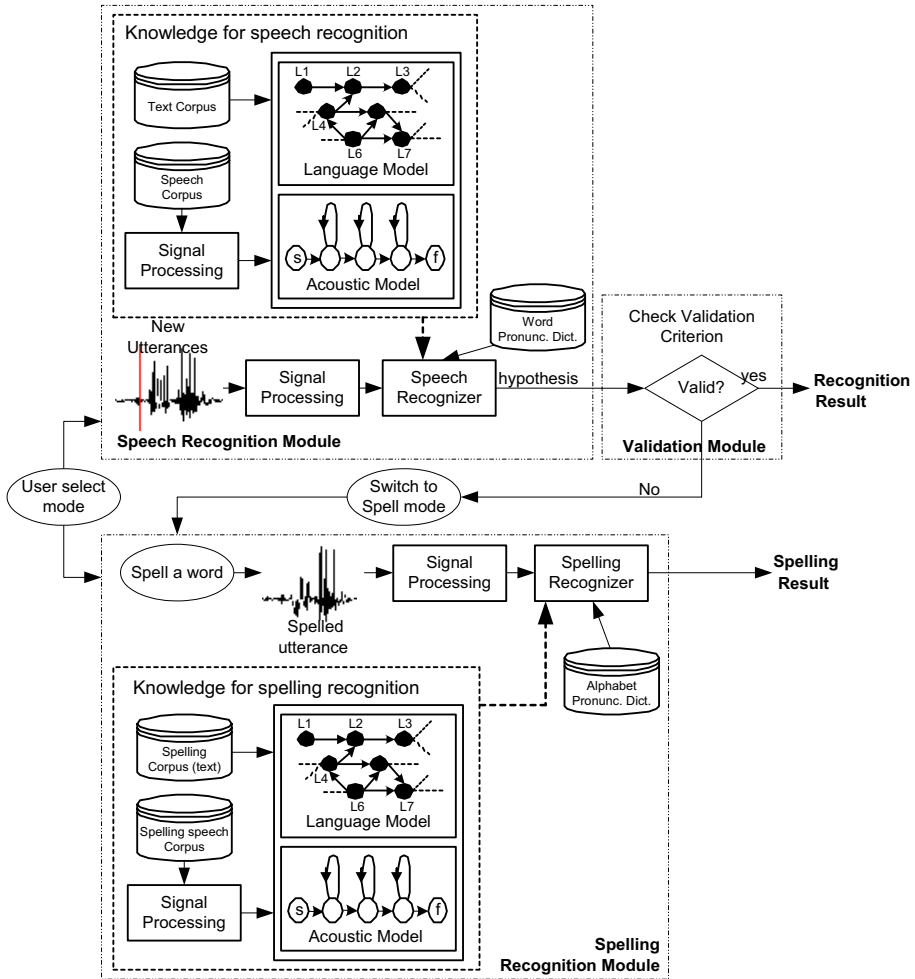 Knowledge for speech recognition
Text Corpus
Speech
Corpus
Signal
Processing
L1
L2
L3
L4
L6
L7
Language Model
s
f
Acoustic Model
New
Utterances
Signal
Processing
Speech
Recognizer
Word
Pronunc. Dict.
hypothesis
Speech Recognition Module
Check Validation
Criterion
Valid?
yes
Validation Module
Recognition
Result
No
User select
mode
Switch to
Spell mode
Spell a word
Spelled
utterance
Signal
Processing
Spelling
Recognizer
Spelling
Result
Alphabet
Pronunc. Dict.
Knowledge for spelling recognition
Spelling
Corpus (text)
Spelling speech
Corpus
Signal
Processing
L1
L2
L3
L4
L6
L7
Language Model
s
f
Acoustic Model
Spelling
Recognition Module